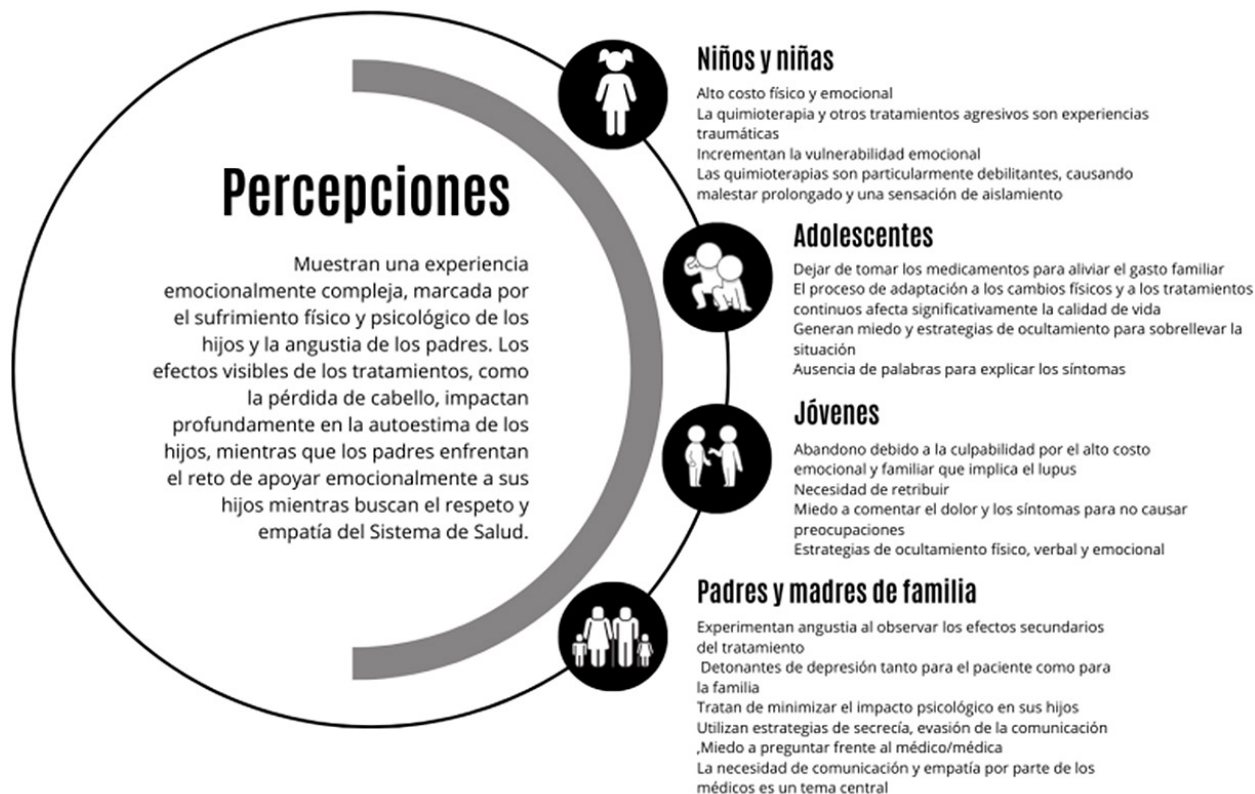 Percepciones
Muestran una experiencia
emocionalmente compleja, marcada por
el sufrimiento físico y psicológico de los
hijos y la angustia de los padres. Los
efectos visibles de los tratamientos, como
la pérdida de cabello, impactan
profundamente en la autoestima de los
hijos, mientras que los padres enfrentan
el reto de apoyar emocionalmente a sus
hijos mientras buscan el respeto y
empatía del Sistema de Salud.
Niños y niñas
Alto costo físico y emocional
La quimioterapia y otros tratamientos agresivos son experiencias
traumáticas
Incrementan la vulnerabilidad emocional
Las quimioterapias son particularmente debilitantes, causando
malestar prolongado y una sensación de aislamiento
Adolescentes
Dejar de tomar los medicamentos para aliviar el gasto familiar
El proceso de adaptación a los cambios físicos y a los tratamientos
continuos afecta significativamente la calidad de vida
Generan miedo y estrategias de ocultamiento para sobrellevar la
situación
Ausencia de palabras para explicar los síntomas
Jóvenes
Abandono debido a la culpabilidad por el alto costo
emocional y familiar que implica el lupus
Necesidad de retribuir
Miedo a comentar el dolor y los síntomas para no causar
preocupaciones
Estrategias de ocultamiento físico, verbal y emocional
Padres y madres de familia
Experimentan angustia al observar los efectos secundarios
del tratamiento
Detonantes de depresión tanto para el paciente como para
la familia
Tratan de minimizar el impacto psicológico en sus hijos
Utilizan estrategias de secrecía, evasión de la comunicación
,Miedo a preguntar frente al médico/médica
La necesidad de comunicación y empatía por parte de los
médicos es un tema central